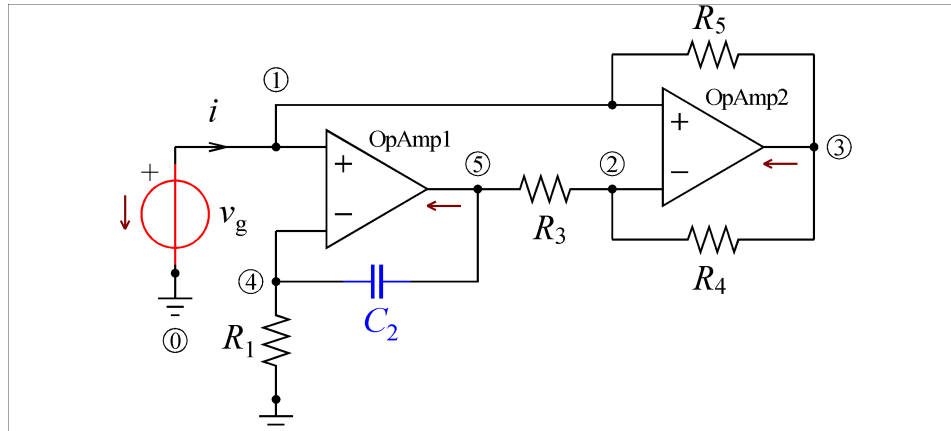 R5
①
i
OpAmp1
OpAmp2
+
+
+
⑤
②
③
vg
−
−
R3
④
C2
R4
R1
⓪